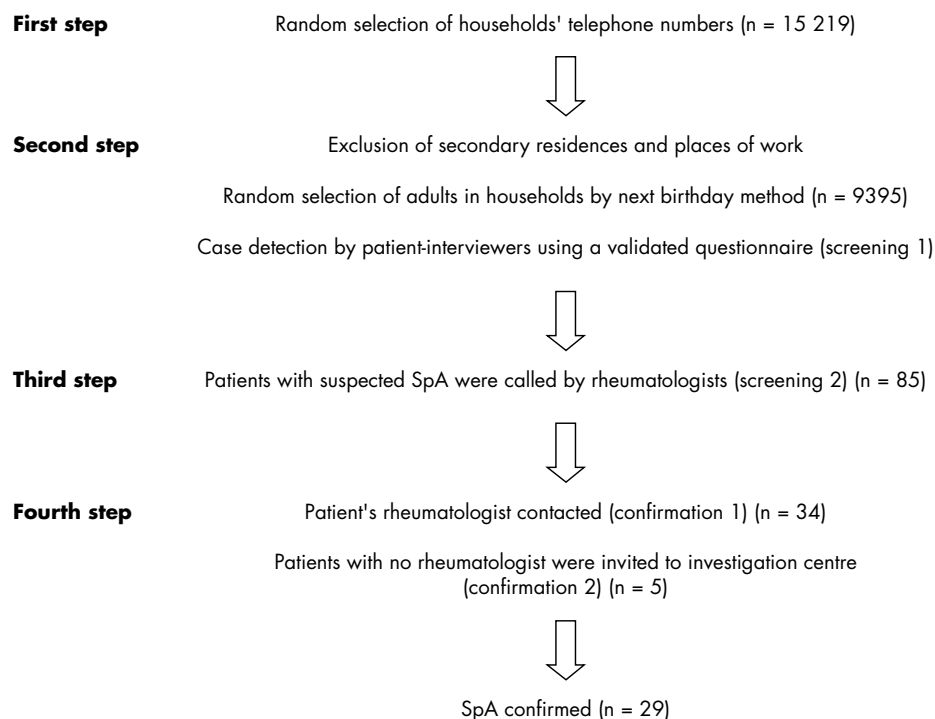 First step Random selection of households' telephone numbers (n = 15 219)
Second step Exclusion of secondary residences and places of work
Random selection of adults in households by next birthday method (n = 9395)
Case detection by patient-interviewers using a validated questionnaire (screening 1)
Third step Patients with suspected SpA were called by rheumatologists (screening 2) (n = 85)
Fourth step Patient's rheumatologist contacted (confirmation 1) (n = 34)
Patients with no rheumatologist were invited to investigation centre
(confirmation 2) (n = 5)
SpA confirmed (n = 29)